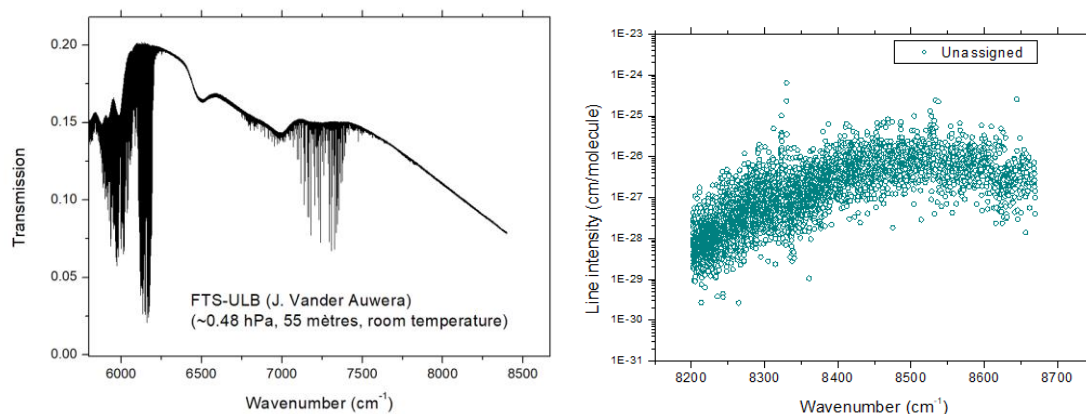 0.20
0.15
0.10
0.05
0.00
Transmission
FTS-ULB (J. Vander Auwera)
(~0.48 hPa, 55 mètres, room temperature)
6000 6500 7000 7500 8000 8500
Wavenumber (cm-1)
1E-23
1E-24
1E-25
1E-26
1E-27
1E-28
1E-29
1E-30
1E-31
Line intensity (cm/molecule)
Unassigned
8200 8300 8400 8500 8600 8700
Wavenumber (cm-1)